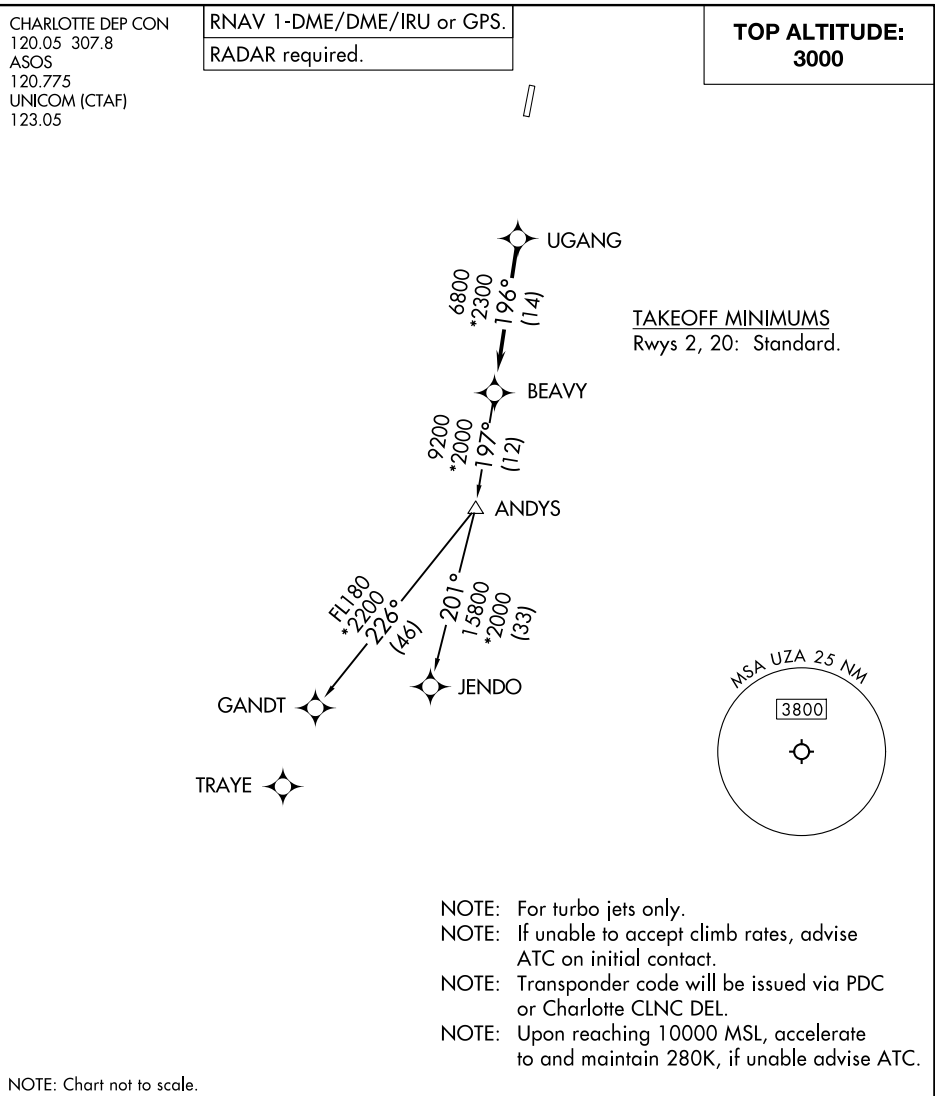 CHARLOTTE DEP CON
120.05 307.8
ASOS
120.775
UNICOM (CTAF)
123.05
RNAV 1-DME/DME/IRU or GPS.
RADAR required.
TOP ALTITUDE:
3000
UGANG
6800
*2300
196°
(14)
TAKEOFF MINIMUMS
Rwys 2, 20: Standard.
BEAVY
9200
*2000
197°
(12)
ANDYS
FL180
*2200
226°
(46)
201°
15800
*2000
(33)
GANDT
JENDO
TRAYE
MSA UZA 25 NM
3800
NOTE: For turbo jets only.
NOTE: If unable to accept climb rates, advise
ATC on initial contact.
NOTE: Transponder code will be issued via PDC
or Charlotte CLNC DEL.
NOTE: Upon reaching 10000 MSL, accelerate
to and maintain 280K, if unable advise ATC.
NOTE: Chart not to scale.